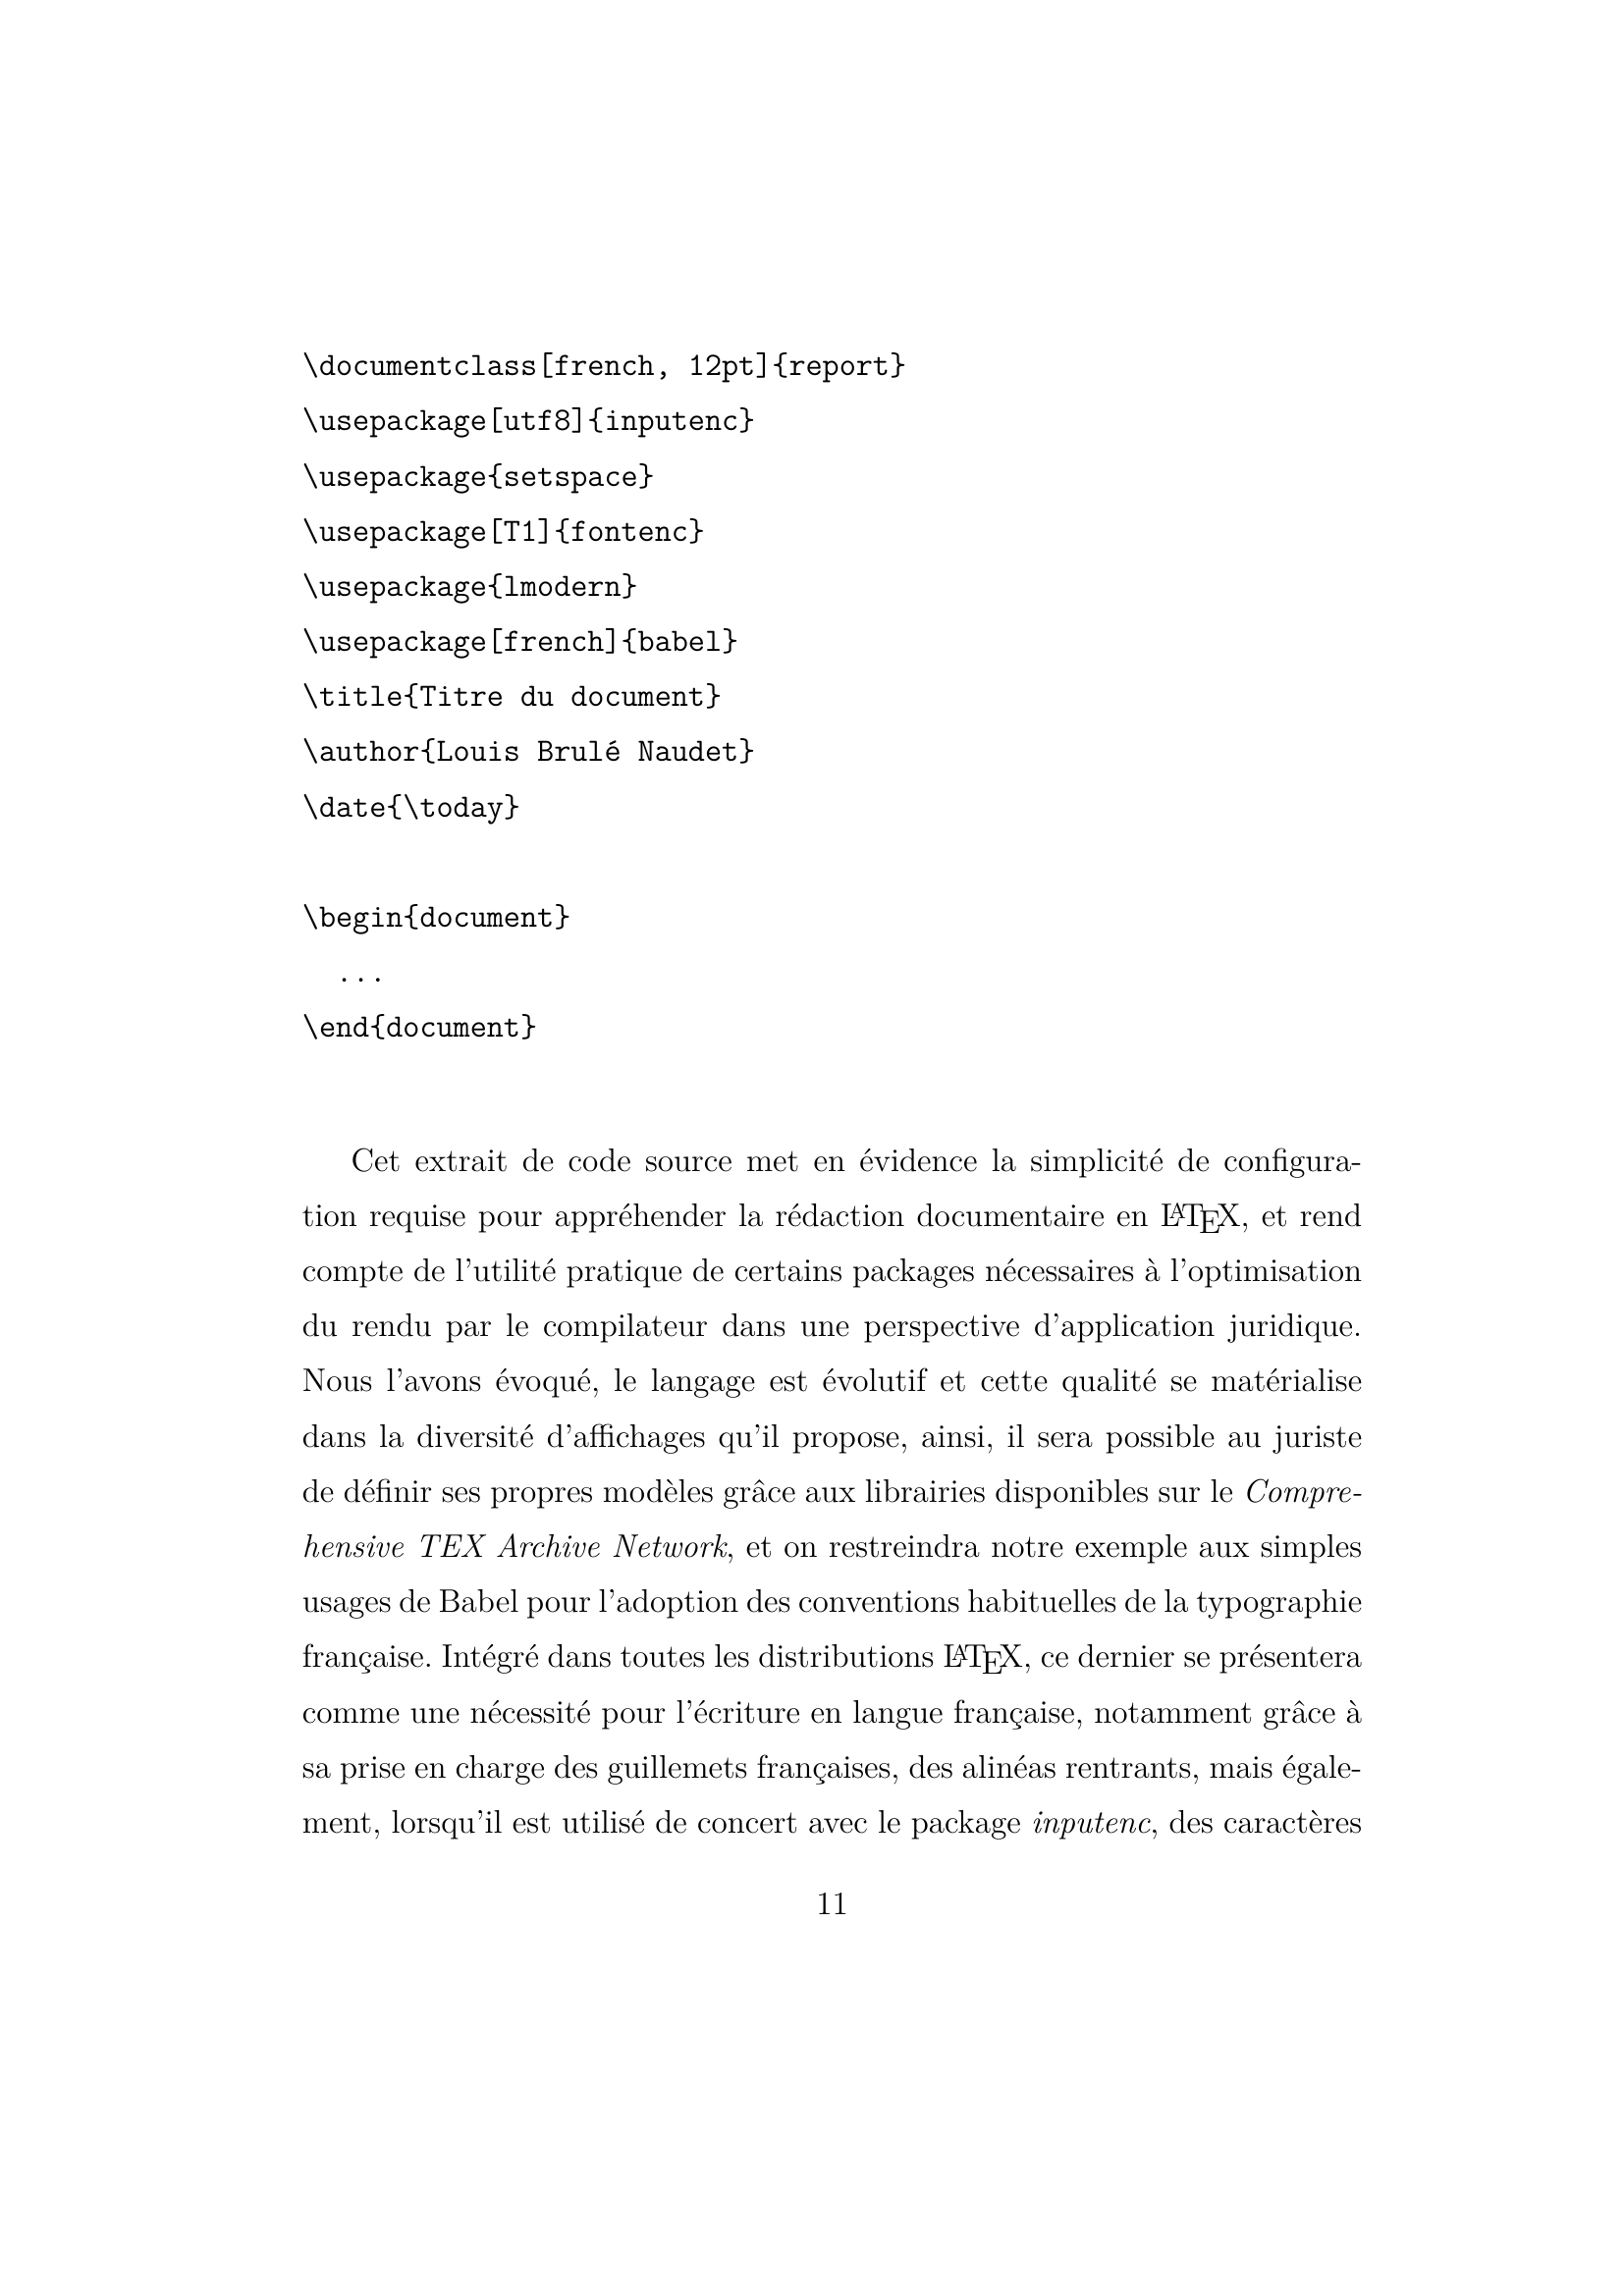 \documentclass[french, 12pt]{report}
\usepackage[utf8]{inputenc}
\usepackage{setspace}
\usepackage[T1]{fontenc}
\usepackage{lmodern}
\usepackage[french]{babel}
\title{Titre du document}
\author{Louis Brulé Naudet}
\date{\today}
\begin{document}
...
\end{document}
Cet extrait de code source met en évidence la simplicité de configura-
tion requise pour appréhender la rédaction documentaire en LATEX, et rend
compte de l'utilité pratique de certains packages nécessaires à l'optimisation
du rendu par le compilateur dans une perspective d'application juridique.
Nous l'avons évoqué, le langage est évolutif et cette qualité se matérialise
dans la diversité d'affichages qu'il propose, ainsi, il sera possible au juriste
de définir ses propres modèles grâce aux librairies disponibles sur le Compre-
hensive TEX Archive Network, et on restreindra notre exemple aux simples
usages de Babel pour l'adoption des conventions habituelles de la typographie
française. Intégré dans toutes les distributions LATEX, ce dernier se présentera
comme une nécessité pour l'écriture en langue française, notamment grâce à
sa prise en charge des guillemets françaises, des alinéas rentrants, mais égale-
ment, lorsqu'il est utilisé de concert avec le package inputenc, des caractères
11